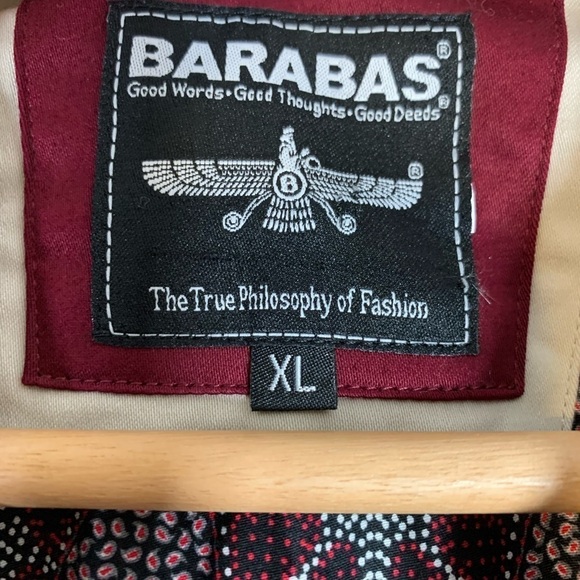 BARABAS®
Good Words • Good Thoughts • Good Deeds®
B ®
The True Philosophy of Fashion
XL